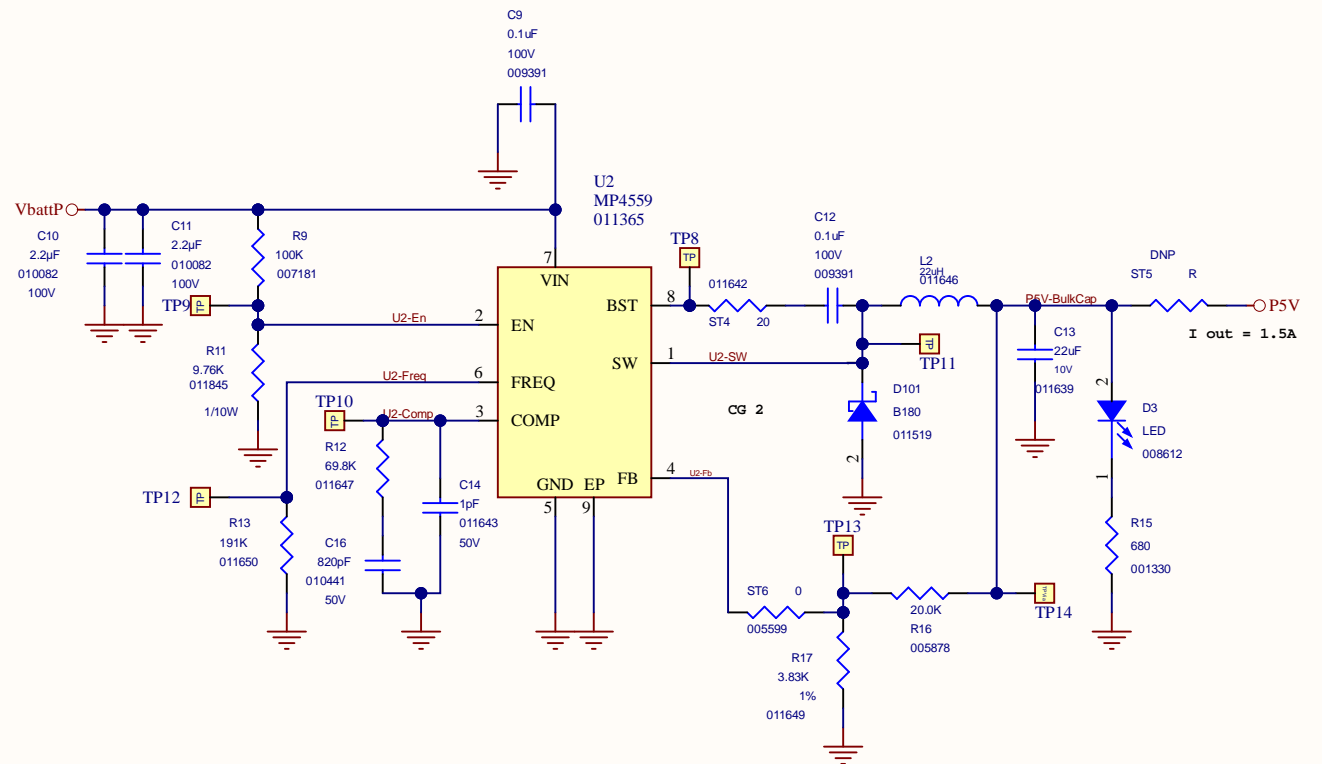 C9
0.1uF
100V
009391
VbattP
C10
2.2µF
010082
100V
C11
2.2µF
010082
100V
R9
100K
007181
TP9
TP
U2-En
R11
9.76K
011845
1/10W
U2-Freq
TP10
TP
U2-Comp
R12
69.8K
011647
C14
1pF
011643
50V
TP12
TP
R13
191K
011650
C16
820pF
010441
50V
U2
MP4559
011365
7
VIN
2
EN
6
FREQ
3
COMP
BST
8
SW
1
FB
4
GND
5
EP
9
TP8
TP
011642
ST4
20
C12
0.1uF
100V
009391
L2
22uH
011646
U2-SW
TP
TP11
D101
B180
011519
2
CG 2
U2-Fb
P5V-BulkCap
C13
22uF
10V
011639
DNP
ST5
R
P5V
I out = 1.5A
2
D3
LED
008612
1
R15
680
001330
TP13
TP
ST6
0
005599
20.0K
R16
005878
TP14
R17
3.83K
1%
011649